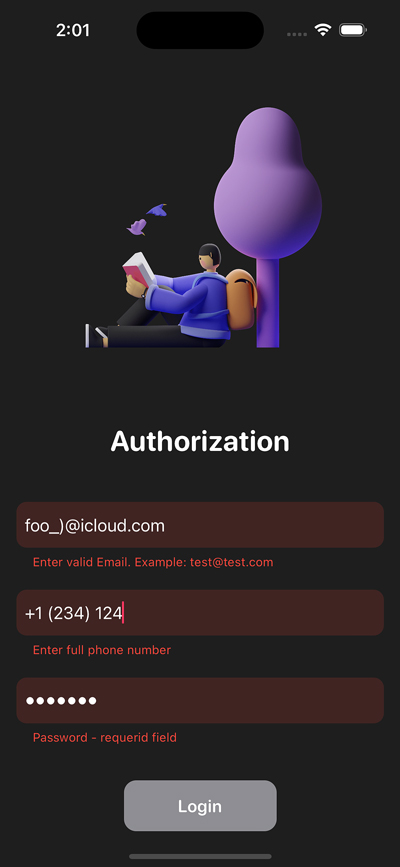 2:01
Authorization
foo_)@icloud.com
Enter valid Email. Example: test@test.com
+1 (234) 124
Enter full phone number
•••••••
Password - requerid field
Login